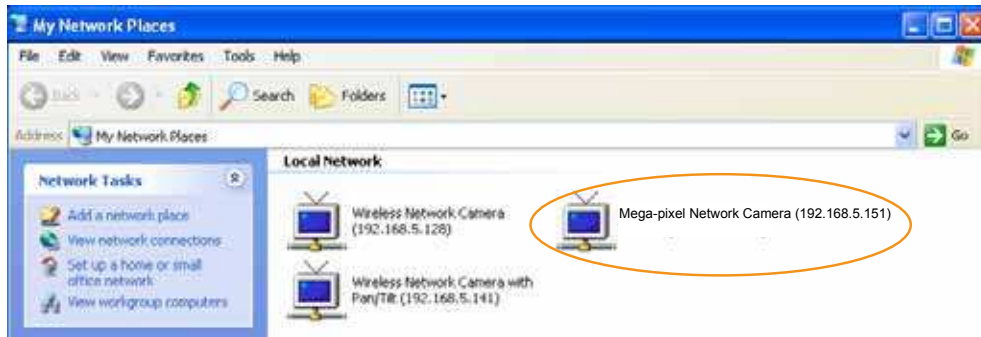 My Network Places
File Edit View Favorites Tools Help
Back Search Folders
Address My Network Places Go
Network Tasks
Add a network place
View network connections
Set up a home or small
office network
View workgroup computers
Local Network
Wireless Network Camera
(192.168.5.128)
Mega-pixel Network Camera (192.168.5.151)
Wireless Network Camera with
Pan/Tilt (192.168.5.141)